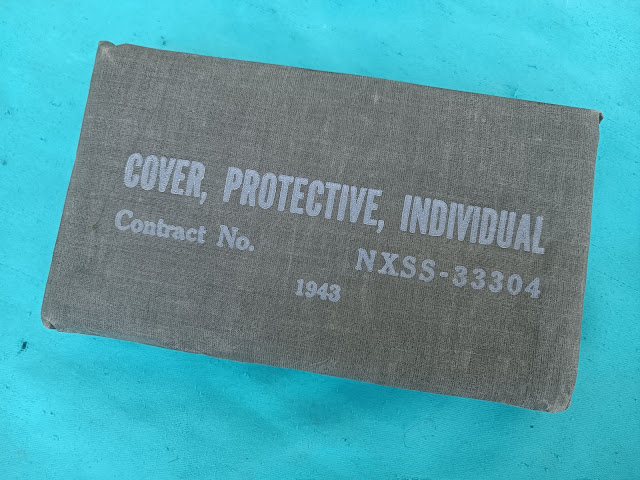 COVER, PROTECTIVE, INDIVIDUAL
Contract No. NXSS-33304
1943